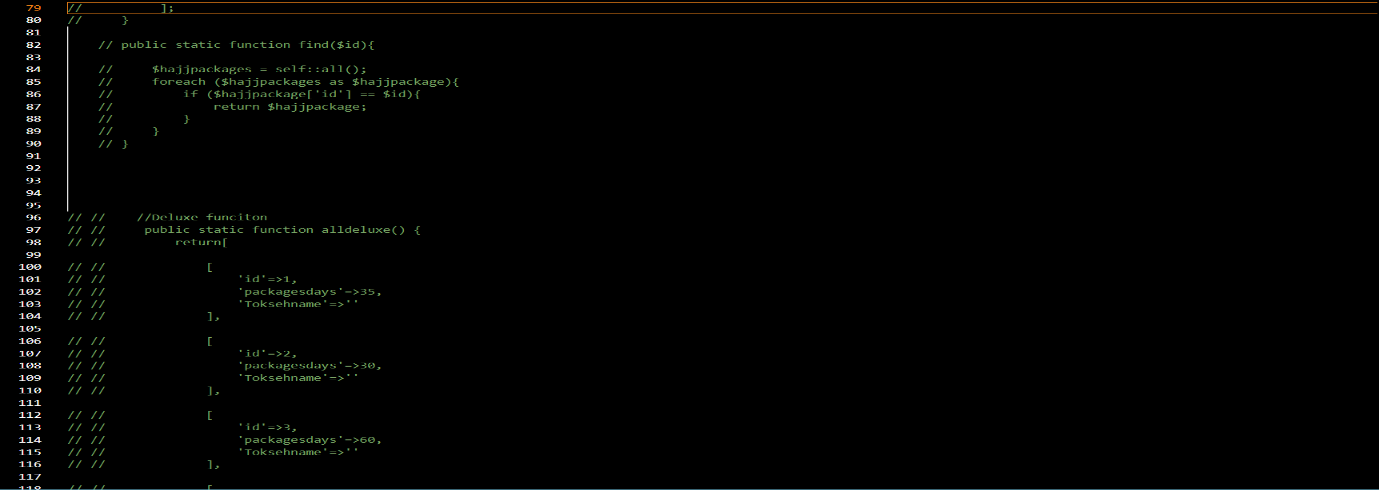 79 // ];
80 // }
81
82 // public static function find($id){
83
84 // $hajjpackages = self::all();
85 // foreach ($hajjpackages as $hajjpackage){
86 // if ($hajjpackage['id'] == $id){
87 // return $hajjpackage;
88 // }
89 // }
90 // }
91
92
93
94
95
96 // // //Deluxe funciton
97 // // public static function alldeluxe() {
98 // // return[
99
100 // // [
101 // // 'id'=>1,
102 // // 'packagesdays'=>35,
103 // // 'Toksehname'=>''
104 // // ],
105
106 // // [
107 // // 'id'=>2,
108 // // 'packagesdays'=>30,
109 // // 'Toksehname'=>''
110 // // ],
111
112 // // [
113 // // 'id'=>3,
114 // // 'packagesdays'=>60,
115 // // 'Toksehname'=>''
116 // // ],
117
118 // // [